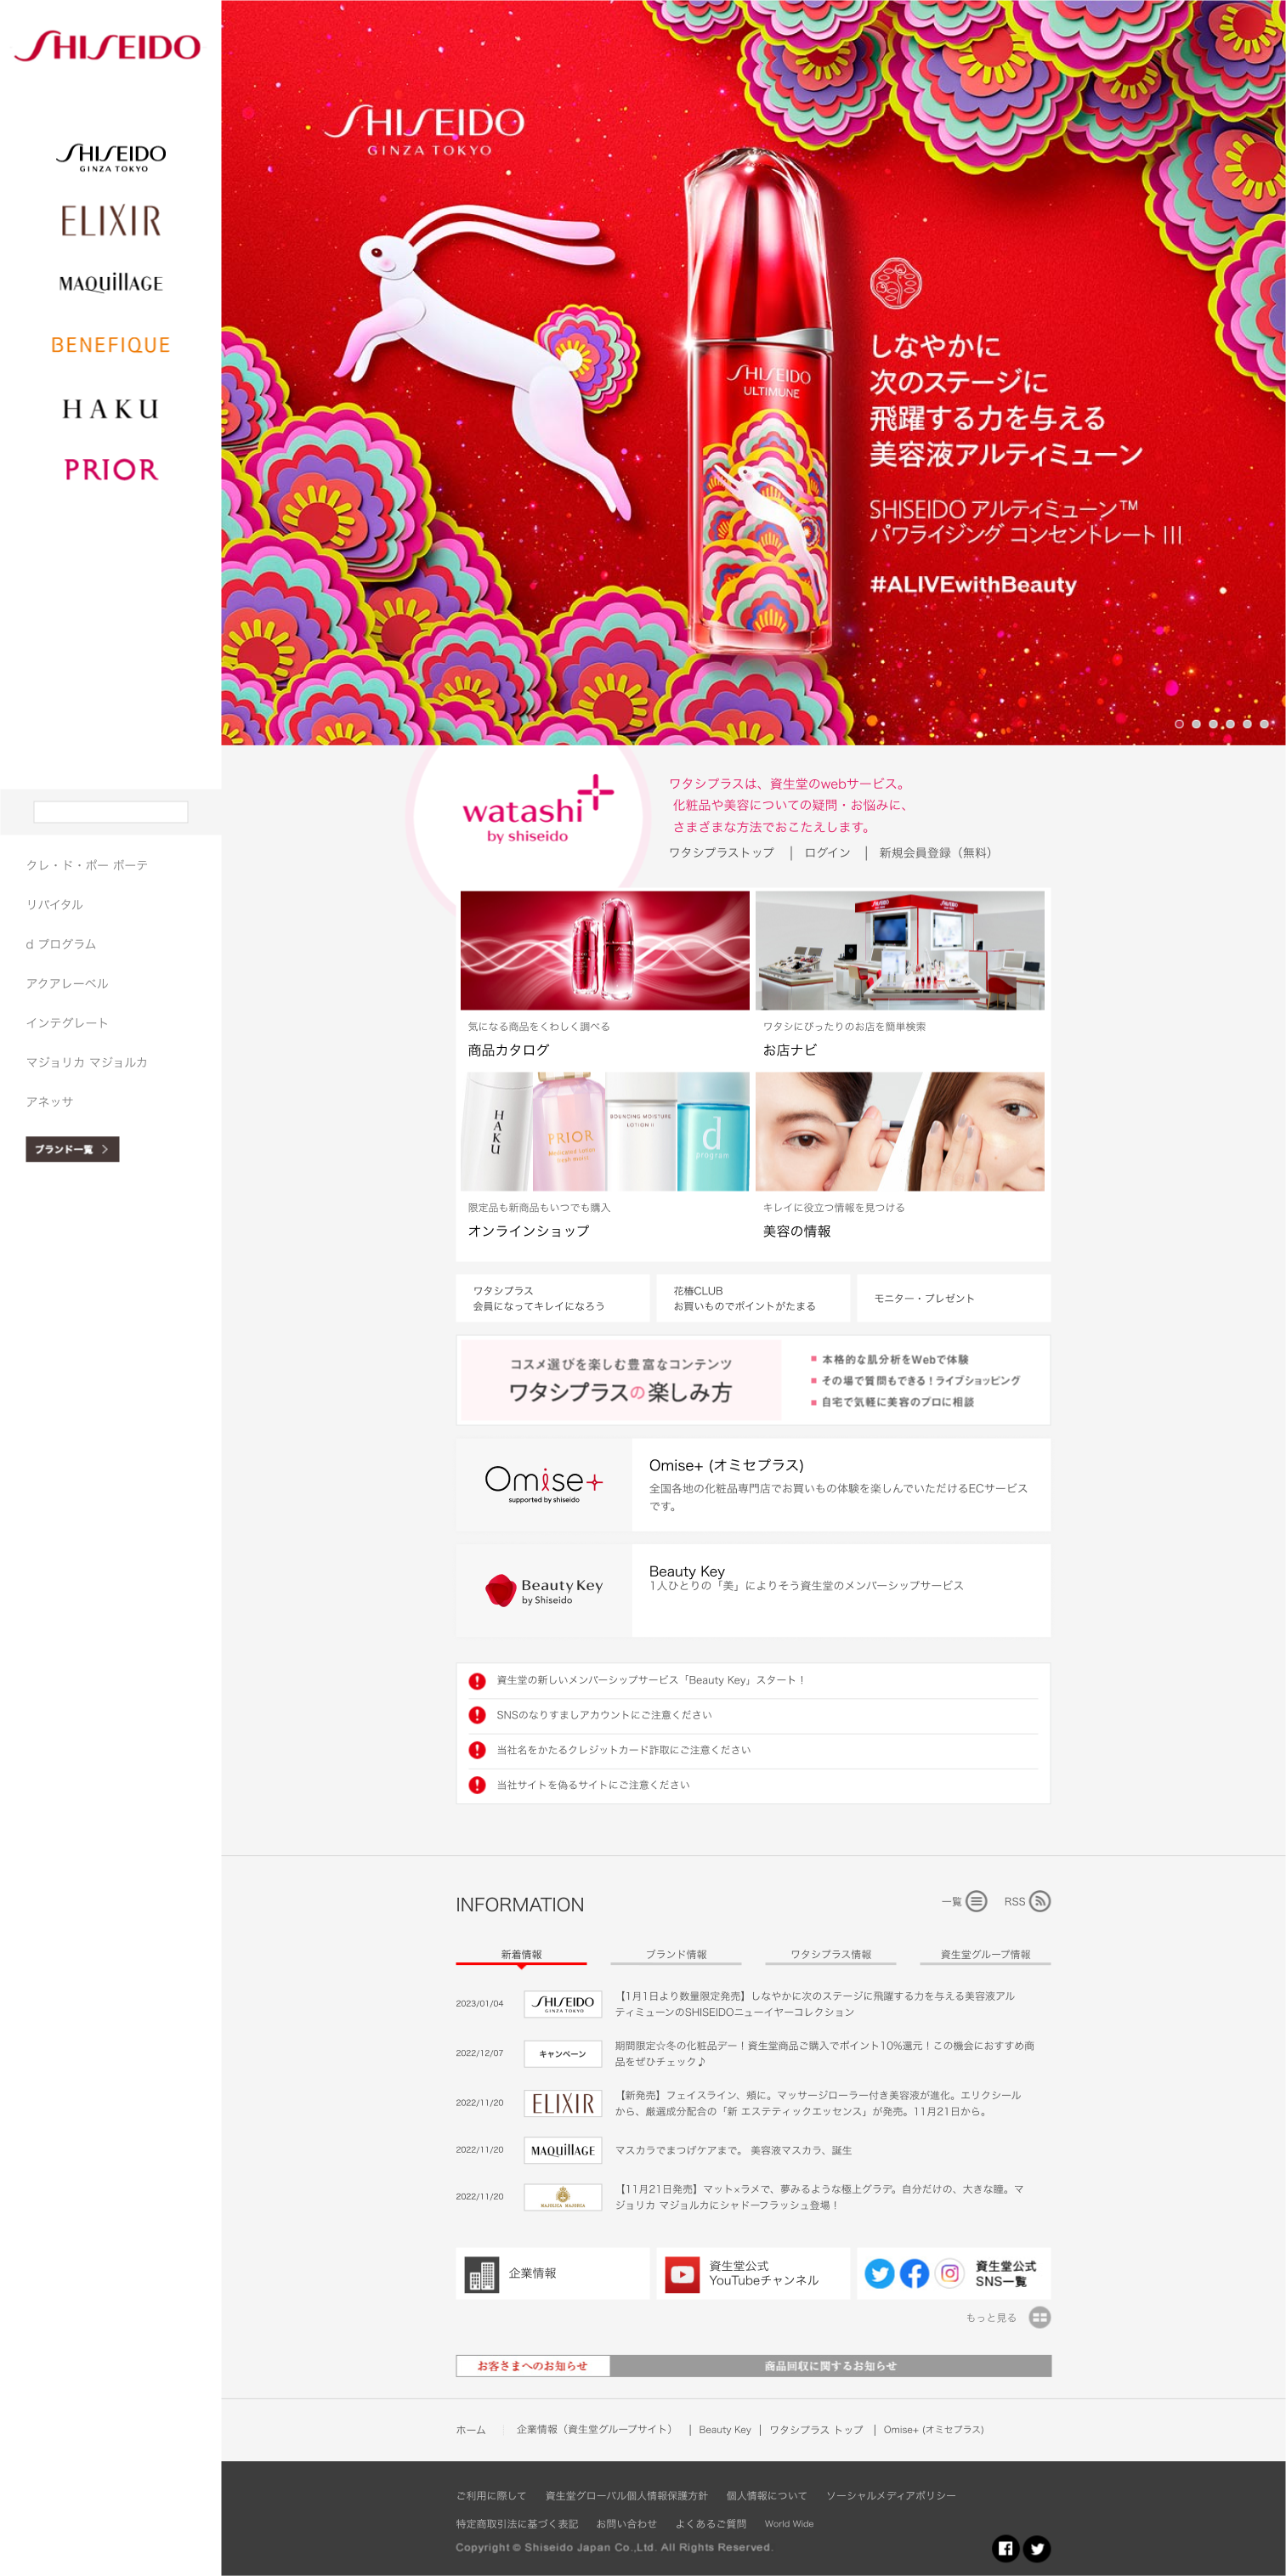 SHISEIDO
SHISEIDO
GINZA TOKYO
ELIXIR
MAQuillAGE
BENEFIQUE
HAKU
PRIOR
クレ・ド・ポー ボーテ
リバイタル
d プログラム
アクアレーベル
インテグレート
マジョリカ マジョルカ
アネッサ
ブランド一覧
SHISEIDO
GINZA TOKYO
SHISEIDO
ULTIMUNE
しなやかに
次のステージに
飛躍する力を与える
美容液アルティミューン
SHISEIDO アルティミューン™
パワライジング コンセントレート III
#ALIVEwithBeauty
watashi+
by shiseido
ワタシプラスは、資生堂のwebサービス。
化粧品や美容についての疑問・お悩みに、
さまざまな方法でおこたえします。
ワタシプラストップ | ログイン | 新規会員登録（無料）
気になる商品をくわしく調べる
商品カタログ
ワタシにぴったりのお店を簡単検索
お店ナビ
HAKU
PRIOR
BOUNCING MOISTURE
LOTION II
d
program
限定品も新商品もいつでも購入
オンラインショップ
キレイに役立つ情報を見つける
美容の情報
ワタシプラス
会員になってキレイになろう
花椿CLUB
お買いものでポイントがたまる
モニター・プレゼント
コスメ選びを楽しむ豊富なコンテンツ
ワタシプラスの楽しみ方
本格的な肌分析をWebで体験
その場で質問もできる！ライブショッピング
自宅で気軽に美容のプロに相談
Omise+
supported by shiseido
Omise+ (オミセプラス)
全国各地の化粧品専門店でお買いもの体験を楽しんでいただけるECサービス
です。
Beauty Key
by Shiseido
Beauty Key
1人ひとりの「美」によりそう資生堂のメンバーシップサービス
資生堂の新しいメンバーシップサービス「Beauty Key」スタート！
SNSのなりすましアカウントにご注意ください
当社名をかたるクレジットカード詐取にご注意ください
当社サイトを偽るサイトにご注意ください
INFORMATION
一覧
RSS
新着情報
ブランド情報
ワタシプラス情報
資生堂グループ情報
2023/01/04
SHISEIDO
GINZA TOKYO
【1月1日より数量限定発売】しなやかに次のステージに飛躍する力を与える美容液アル
ティミューンのSHISEIDOニューイヤーコレクション
2022/12/07
キャンペーン
期間限定☆冬の化粧品デー！資生堂商品ご購入でポイント10%還元！この機会におすすめ商
品をぜひチェック♪
2022/11/20
ELIXIR
【新発売】フェイスライン、頬に。マッサージローラー付き美容液が進化。エリクシール
から、厳選成分配合の「新 エステティックエッセンス」が発売。11月21日から。
2022/11/20
MAQuillAGE
マスカラでまつげケアまで。 美容液マスカラ、誕生
2022/11/20
MAJOLICA MAJORCA
【11月21日発売】マット×ラメで、夢みるような極上グラデ。自分だけの、大きな瞳。マ
ジョリカ マジョルカにシャドーフラッシュ登場！
企業情報
資生堂公式
YouTubeチャンネル
資生堂公式
SNS一覧
もっと見る
お客さまへのお知らせ
商品回収に関するお知らせ
ホーム | 企業情報（資生堂グループサイト） | Beauty Key | ワタシプラス トップ | Omise+ (オミセプラス)
ご利用に際して 資生堂グローバル個人情報保護方針 個人情報について ソーシャルメディアポリシー
特定商取引法に基づく表記 お問い合わせ よくあるご質問 World Wide
Copyright © Shiseido Japan Co.,Ltd. All Rights Reserved.